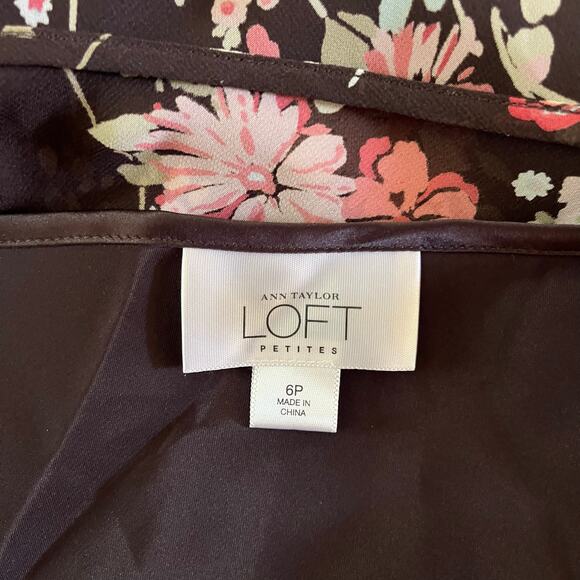 ANN TAYLOR
LOFT
PETITES
6P
MADE IN
CHINA